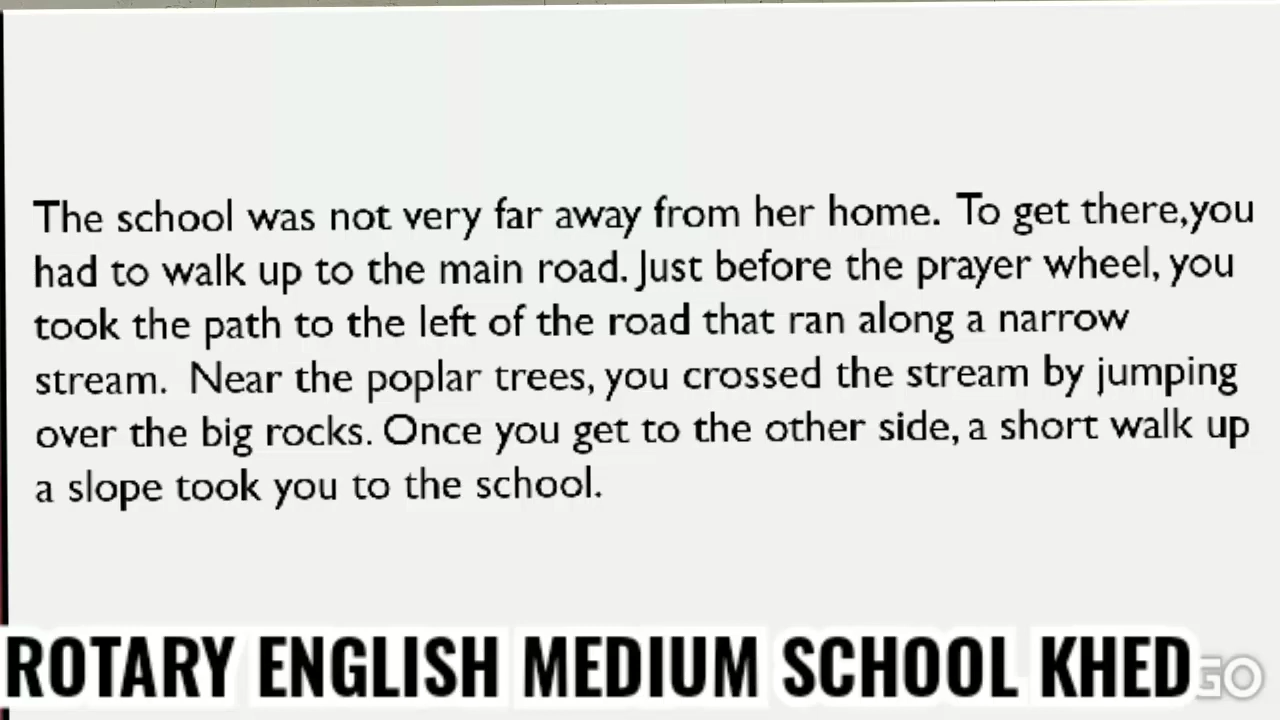 The school was not very far away from her home. To get there,you
had to walk up to the main road. Just before the prayer wheel, you
took the path to the left of the road that ran along a narrow
stream. Near the poplar trees, you crossed the stream by jumping
over the big rocks. Once you get to the other side, a short walk up
a slope took you to the school.
ROTARY ENGLISH MEDIUM SCHOOL KHED
GO